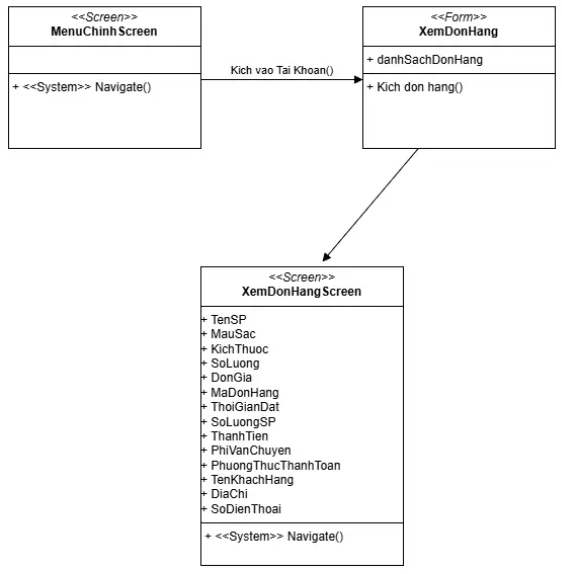 <<Screen>>
MenuChinhScreen
+ <<System>> Navigate()
Kich vao Tai Khoan()
<<Form>>
XemDonHang
+ danhSachDonHang
+ Kich don hang()
<<Screen>>
XemDonHangScreen
+ TenSP
+ MauSac
+ KichThuoc
+ SoLuong
+ DonGia
+ MaDonHang
+ ThoiGianDat
+ SoLuongSP
+ ThanhTien
+ PhiVanChuyen
+ PhuongThucThanhToan
+ TenKhachHang
+ DiaChi
+ SoDienThoai
+ <<System>> Navigate()